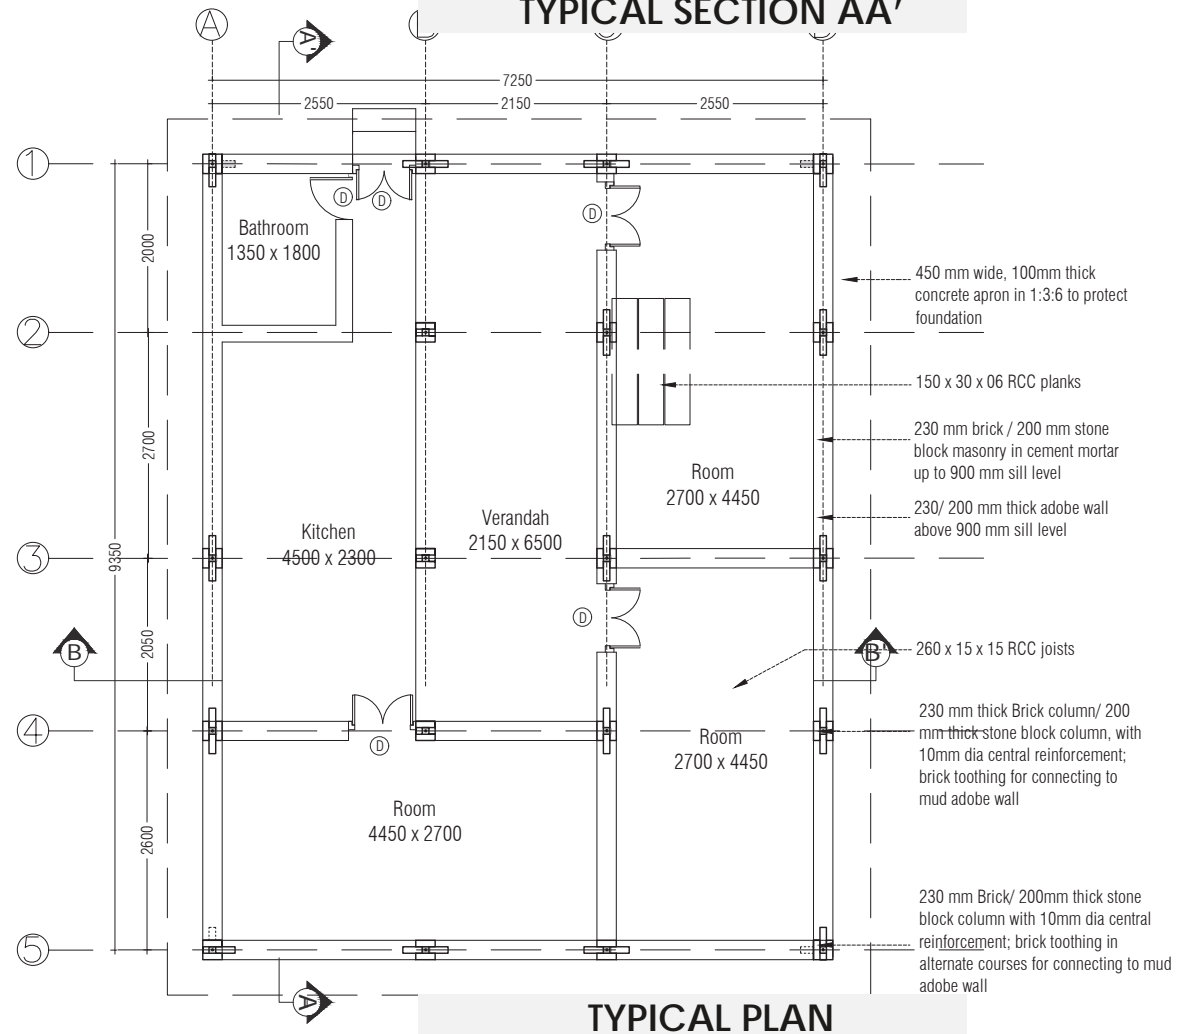 TYPICAL SECTION AA'
A
A'
7250
2550
2150
2550
1
D
D
D
Bathroom
1350 x 1800
2000
450 mm wide, 100mm thick
concrete apron in 1:3:6 to protect
foundation
2
150 x 30 x 06 RCC planks
230 mm brick / 200 mm stone
block masonry in cement mortar
up to 900 mm sill level
2700
Room
2700 x 4450
230/ 200 mm thick adobe wall
above 900 mm sill level
Kitchen
4500 x 2300
Verandah
2150 x 6500
3
9350
D
2050
B
B'
260 x 15 x 15 RCC joists
4
D
Room
2700 x 4450
230 mm thick Brick column/ 200
mm thick stone block column, with
10mm dia central reinforcement;
brick toothing for connecting to
mud adobe wall
Room
4450 x 2700
2600
230 mm Brick/ 200mm thick stone
block column with 10mm dia central
reinforcement; brick toothing in
alternate courses for connecting to mud
adobe wall
5
A
TYPICAL PLAN